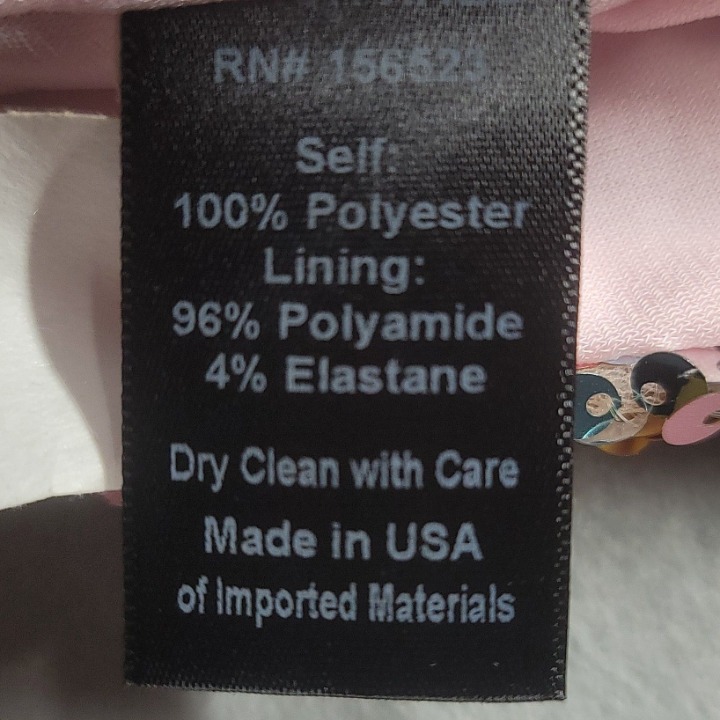 RN# 156523
Self:
100% Polyester
Lining:
96% Polyamide
4% Elastane
Dry Clean with Care
Made in USA
of Imported Materials